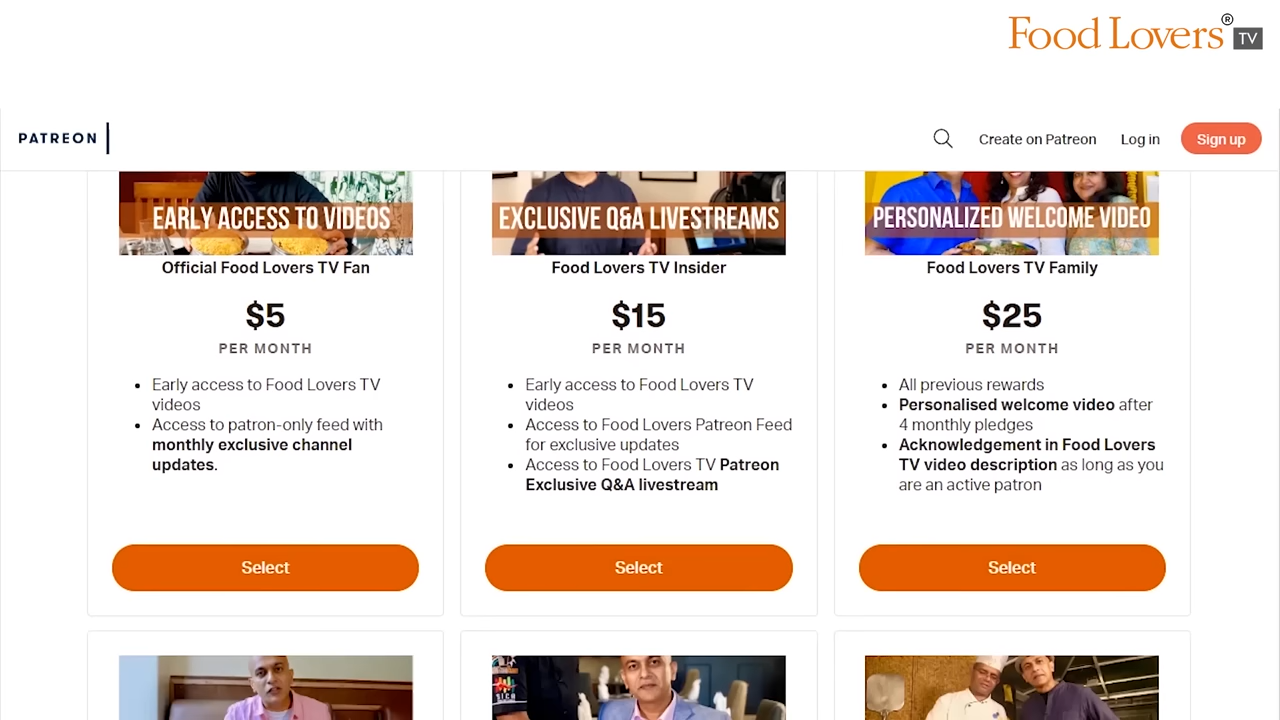 Food Lovers® TV
PATREON
Create on Patreon
Log in
Sign up
EARLY ACCESS TO VIDEOS
Official Food Lovers TV Fan
$5
PER MONTH
• Early access to Food Lovers TV
videos
• Access to patron-only feed with
monthly exclusive channel
updates.
Select
EXCLUSIVE Q&A LIVESTREAMS
Food Lovers TV Insider
$15
PER MONTH
• Early access to Food Lovers TV
videos
• Access to Food Lovers Patreon Feed
for exclusive updates
• Access to Food Lovers TV Patreon
Exclusive Q&A livestream
Select
PERSONALIZED WELCOME VIDEO
Food Lovers TV Family
$25
PER MONTH
• All previous rewards
• Personalised welcome video after
4 monthly pledges
• Acknowledgement in Food Lovers
TV video description as long as you
are an active patron
Select